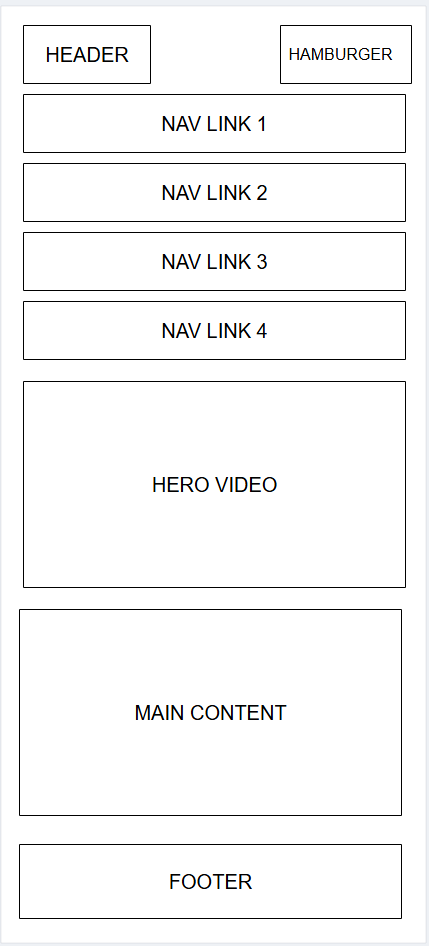 HEADER
HAMBURGER
NAV LINK 1
NAV LINK 2
NAV LINK 3
NAV LINK 4
HERO VIDEO
MAIN CONTENT
FOOTER